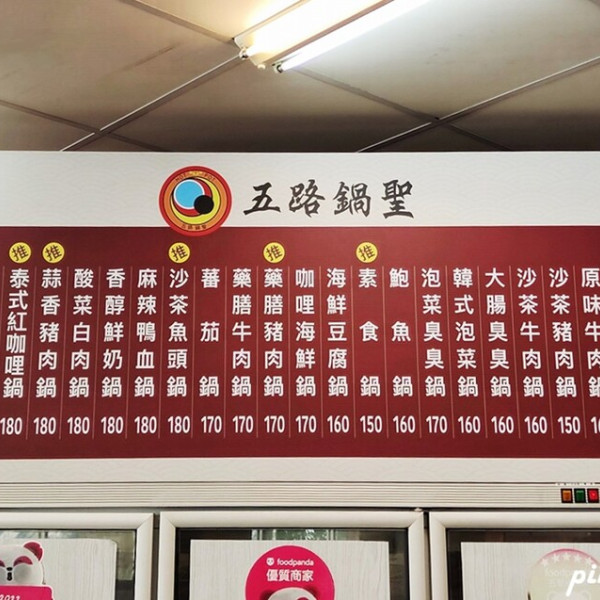 五路鍋聖
原味牛肉鍋
沙茶豬肉鍋 150
沙茶牛肉鍋 160
大腸臭臭鍋 160
韓式泡菜鍋 160
泡菜臭臭鍋 170
鮑魚鍋 160
推 素食鍋 150
海鮮豆腐鍋 160
咖哩海鮮鍋 170
推 藥膳豬肉鍋 170
藥膳牛肉鍋 170
蕃茄鍋 170
推 沙茶魚頭鍋 180
麻辣鴨血鍋 180
香醇鮮奶鍋 180
酸菜白肉鍋 180
推 蒜香豬肉鍋 180
推 泰式紅咖哩鍋 180
foodpanda
優質商家